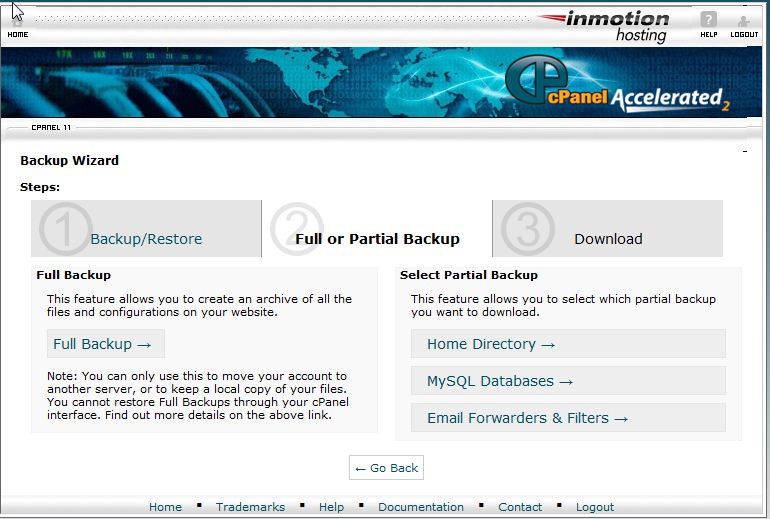 inmotion
hosting
HOME
HELP
LOGOUT
cPanel Accelerated2
CPANEL 11
Backup Wizard
Steps:
1 Backup/Restore
2 Full or Partial Backup
3 Download
Full Backup
This feature allows you to create an archive of all the
files and configurations on your website.
Full Backup →
Note: You can only use this to move your account to
another server, or to keep a local copy of your files.
You cannot restore Full Backups through your cPanel
interface. Find out more details on the above link.
Select Partial Backup
This feature allows you to select which partial backup
you want to download.
Home Directory →
MySQL Databases →
Email Forwarders & Filters →
← Go Back
Home ▪ Trademarks ▪ Help ▪ Documentation ▪ Contact ▪ Logout